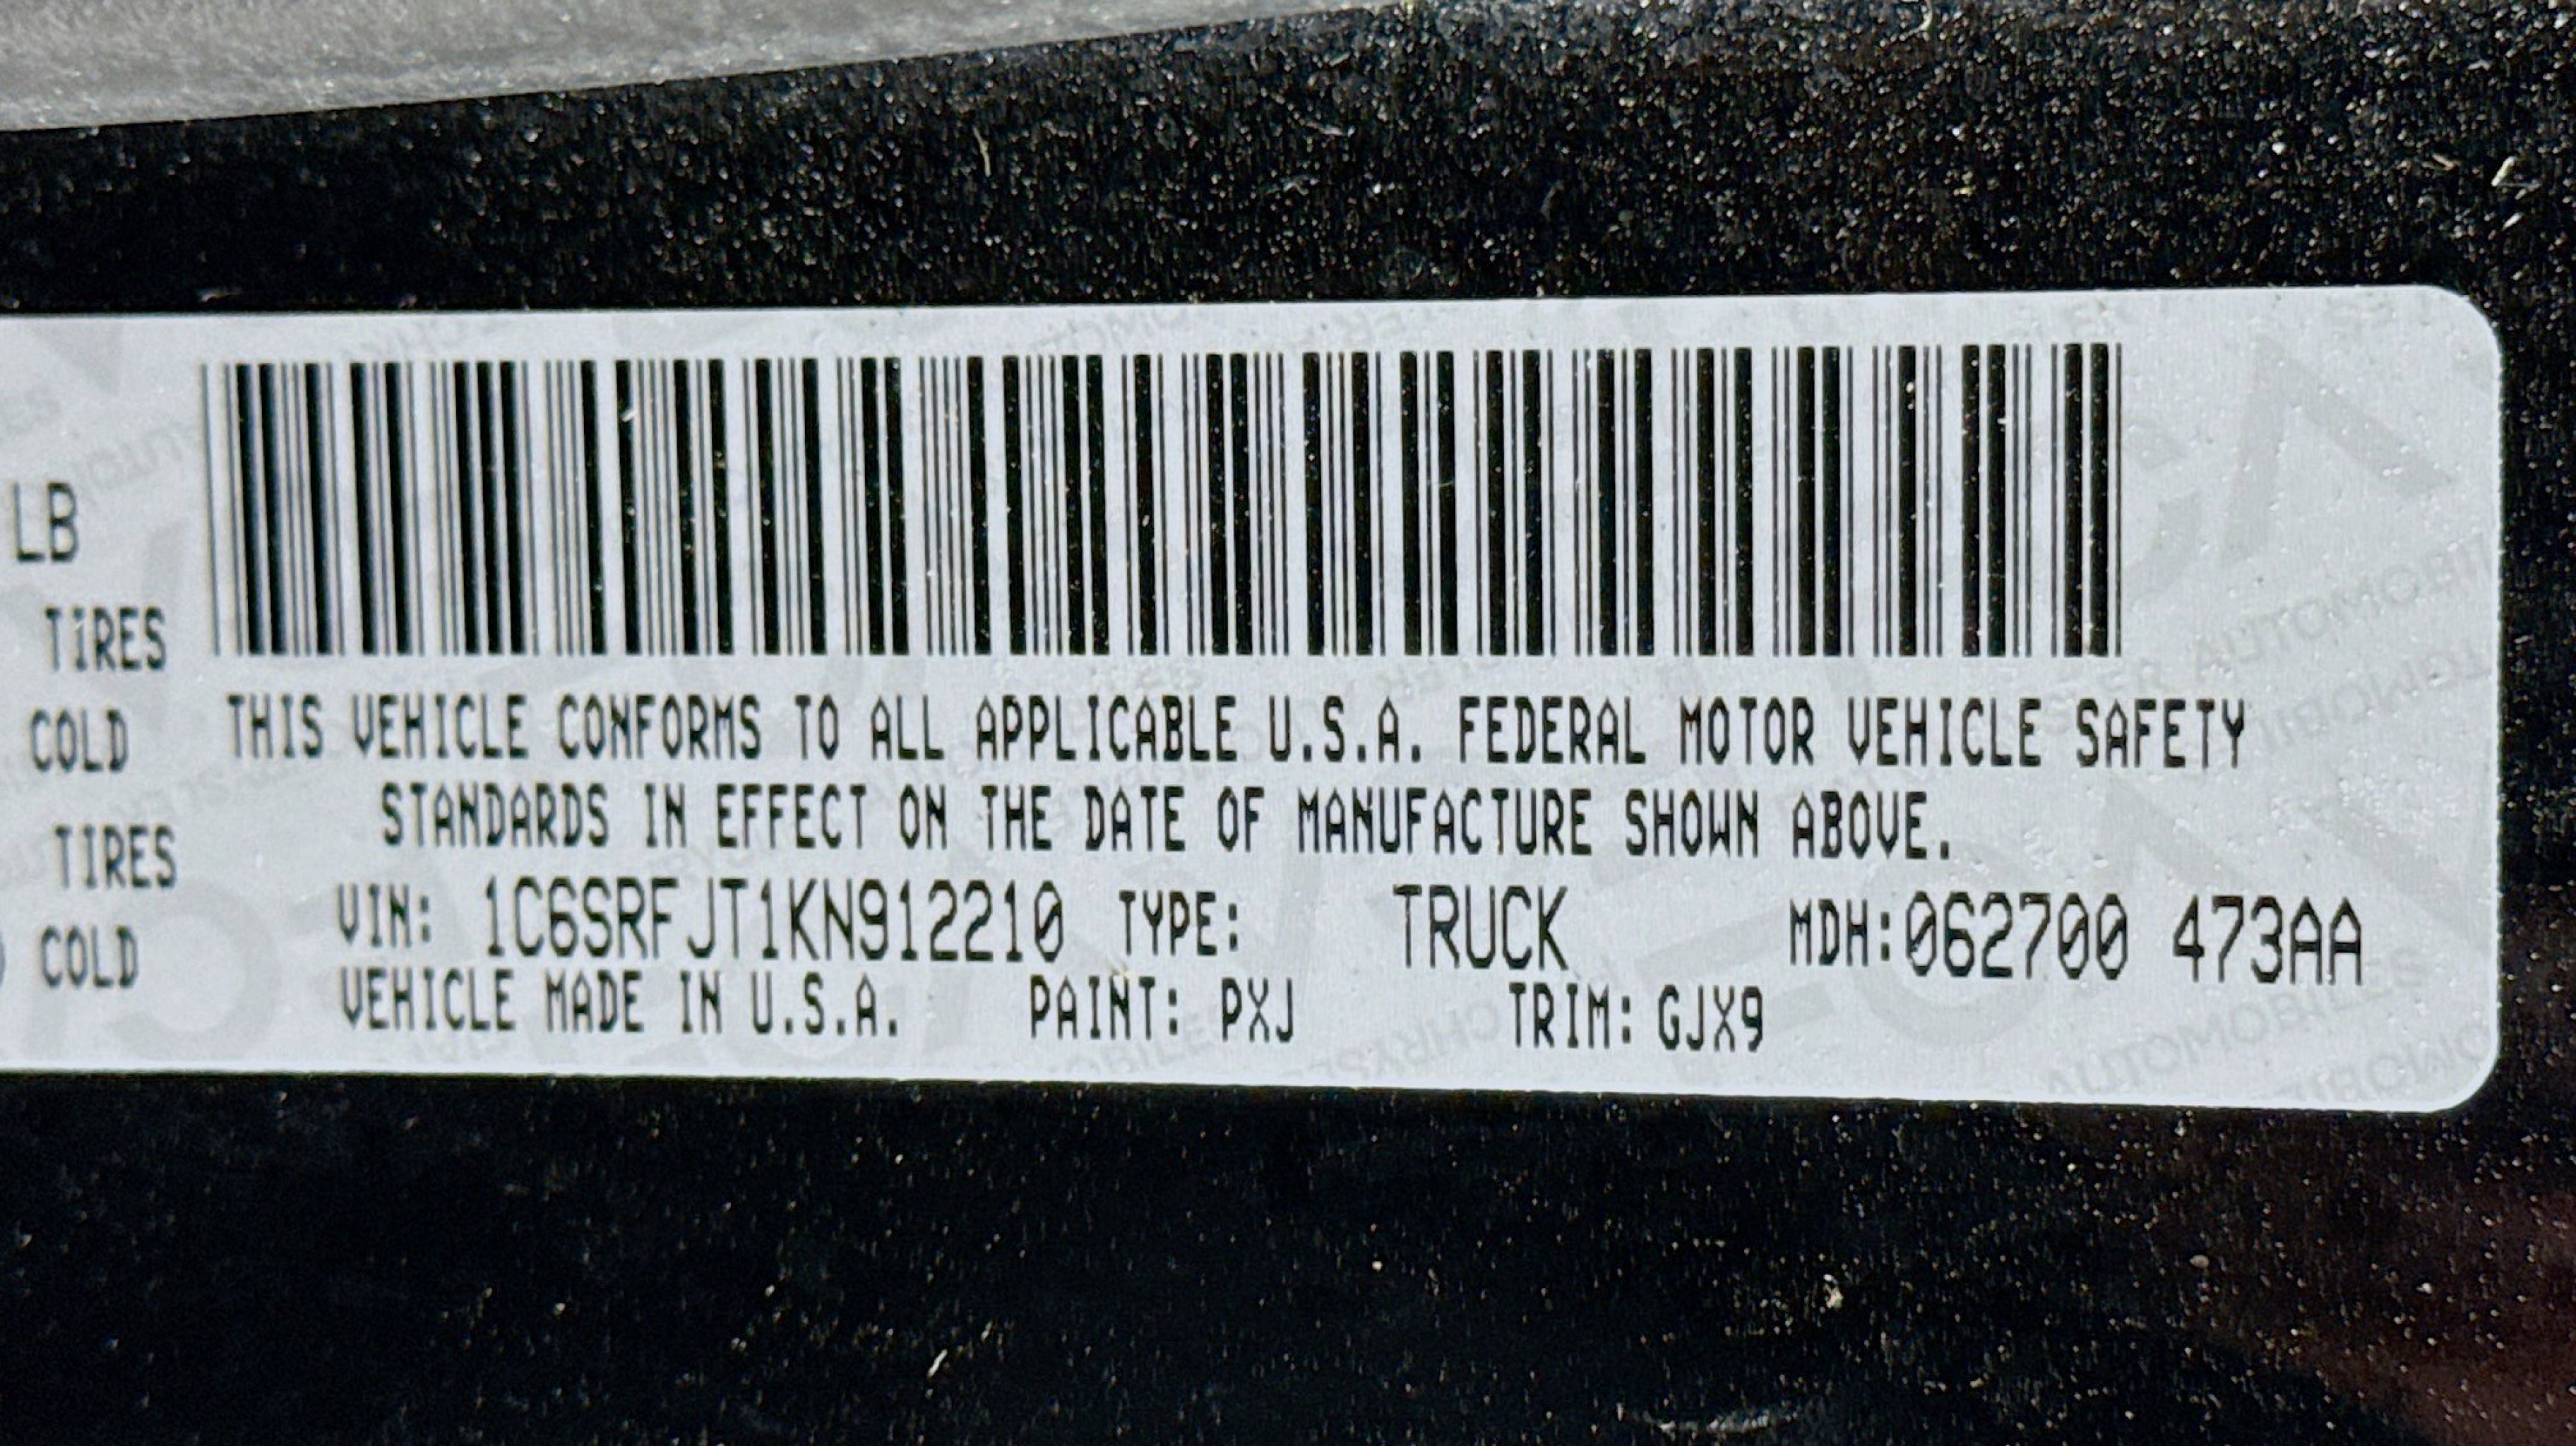 LB
TIRES
COLD
TIRES
COLD
THIS VEHICLE CONFORMS TO ALL APPLICABLE U.S.A. FEDERAL MOTOR VEHICLE SAFETY
STANDARDS IN EFFECT ON THE DATE OF MANUFACTURE SHOWN ABOVE.
VIN: 1C6SRFJT1KN912210 TYPE: TRUCK MDH:062700 473AA
VEHICLE MADE IN U.S.A. PAINT: PXJ TRIM: GJX9